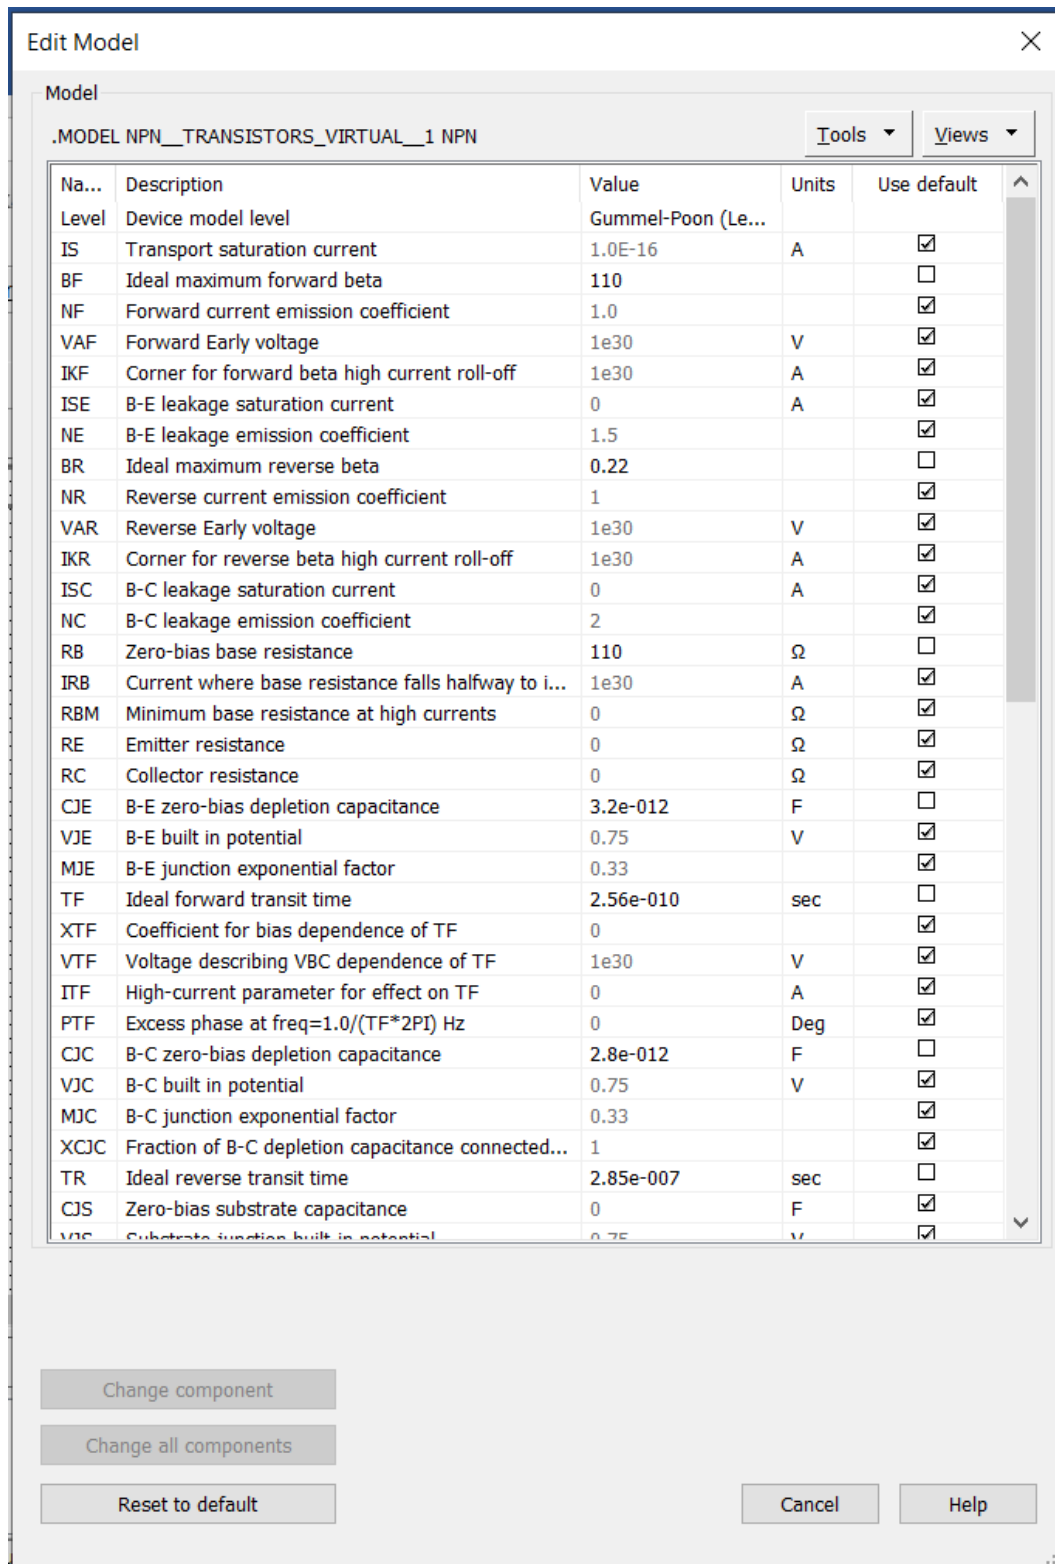 Edit Model
Model
.MODEL NPN__TRANSISTORS_VIRTUAL__1 NPN Tools Views
Na... Description Value Units Use default
Level Device model level Gummel-Poon (Le...
IS Transport saturation current 1.0E-16 A
BF Ideal maximum forward beta 110
NF Forward current emission coefficient 1.0
VAF Forward Early voltage 1e30 V
IKF Corner for forward beta high current roll-off 1e30 A
ISE B-E leakage saturation current 0 A
NE B-E leakage emission coefficient 1.5
BR Ideal maximum reverse beta 0.22
NR Reverse current emission coefficient 1
VAR Reverse Early voltage 1e30 V
IKR Corner for reverse beta high current roll-off 1e30 A
ISC B-C leakage saturation current 0 A
NC B-C leakage emission coefficient 2
RB Zero-bias base resistance 110 Ω
IRB Current where base resistance falls halfway to i... 1e30 A
RBM Minimum base resistance at high currents 0 Ω
RE Emitter resistance 0 Ω
RC Collector resistance 0 Ω
CJE B-E zero-bias depletion capacitance 3.2e-012 F
VJE B-E built in potential 0.75 V
MJE B-E junction exponential factor 0.33
TF Ideal forward transit time 2.56e-010 sec
XTF Coefficient for bias dependence of TF 0
VTF Voltage describing VBC dependence of TF 1e30 V
ITF High-current parameter for effect on TF 0 A
PTF Excess phase at freq=1.0/(TF*2PI) Hz 0 Deg
CJC B-C zero-bias depletion capacitance 2.8e-012 F
VJC B-C built in potential 0.75 V
MJC B-C junction exponential factor 0.33
XCJC Fraction of B-C depletion capacitance connected... 1
TR Ideal reverse transit time 2.85e-007 sec
CJS Zero-bias substrate capacitance 0 F
VJS Substrate junction built in potential 0.75 V
Change component
Change all components
Reset to default Cancel Help